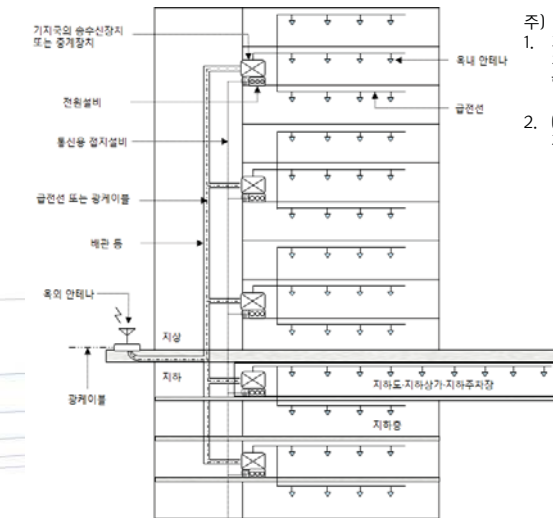 기지국의 송수신장치
또는 중계장치
전원설비
통신용 접지설비
급전선 또는 광케이블
배관 등
옥외 안테나
광케이블
지상
지하
옥내 안테나
급전선
지하도·지하상가·지하주차장
지하층
주)
1.
2.